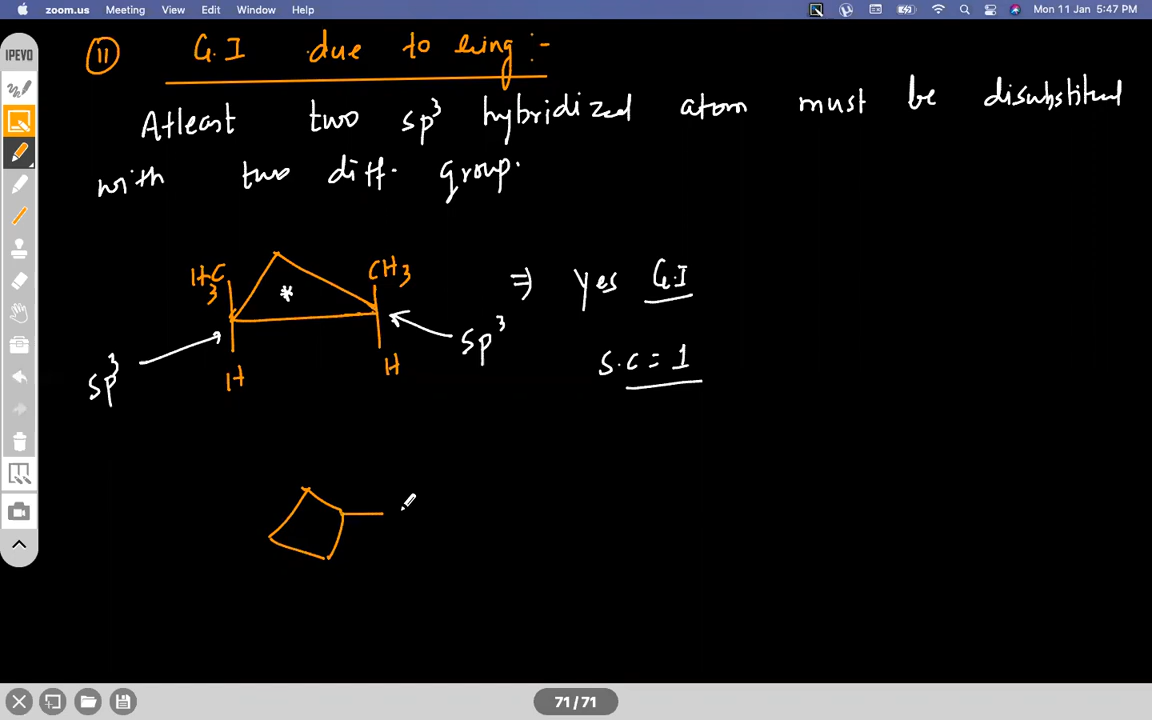 zoom.us Meeting View Edit Window Help Mon 11 Jan 5:47 PM
IPEVO
(11) G.I due to ring :-
Atleast two sp³ hybridized atom must be disubstituted
with two diff. group.
H₃C CH₃ ⇒ yes G.I
*
sp³ H H sp³ S.C = 1
71/71